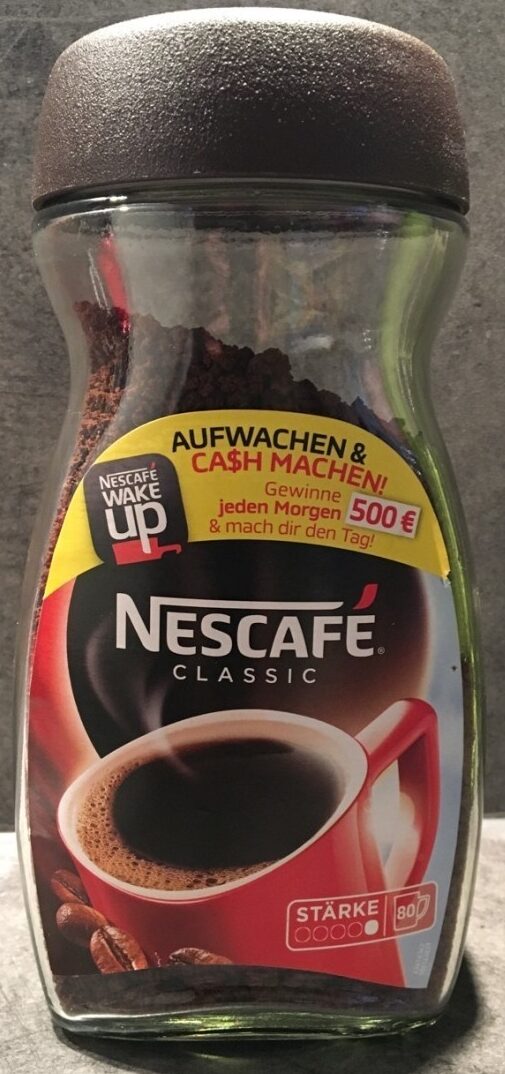 AUFWACHEN &
CA$H MACHEN!
NESCAFÉ
WAKE
up
Gewinne
jeden Morgen 500 €
& mach dir den Tag!
NESCAFÉ®
CLASSIC
STÄRKE
80